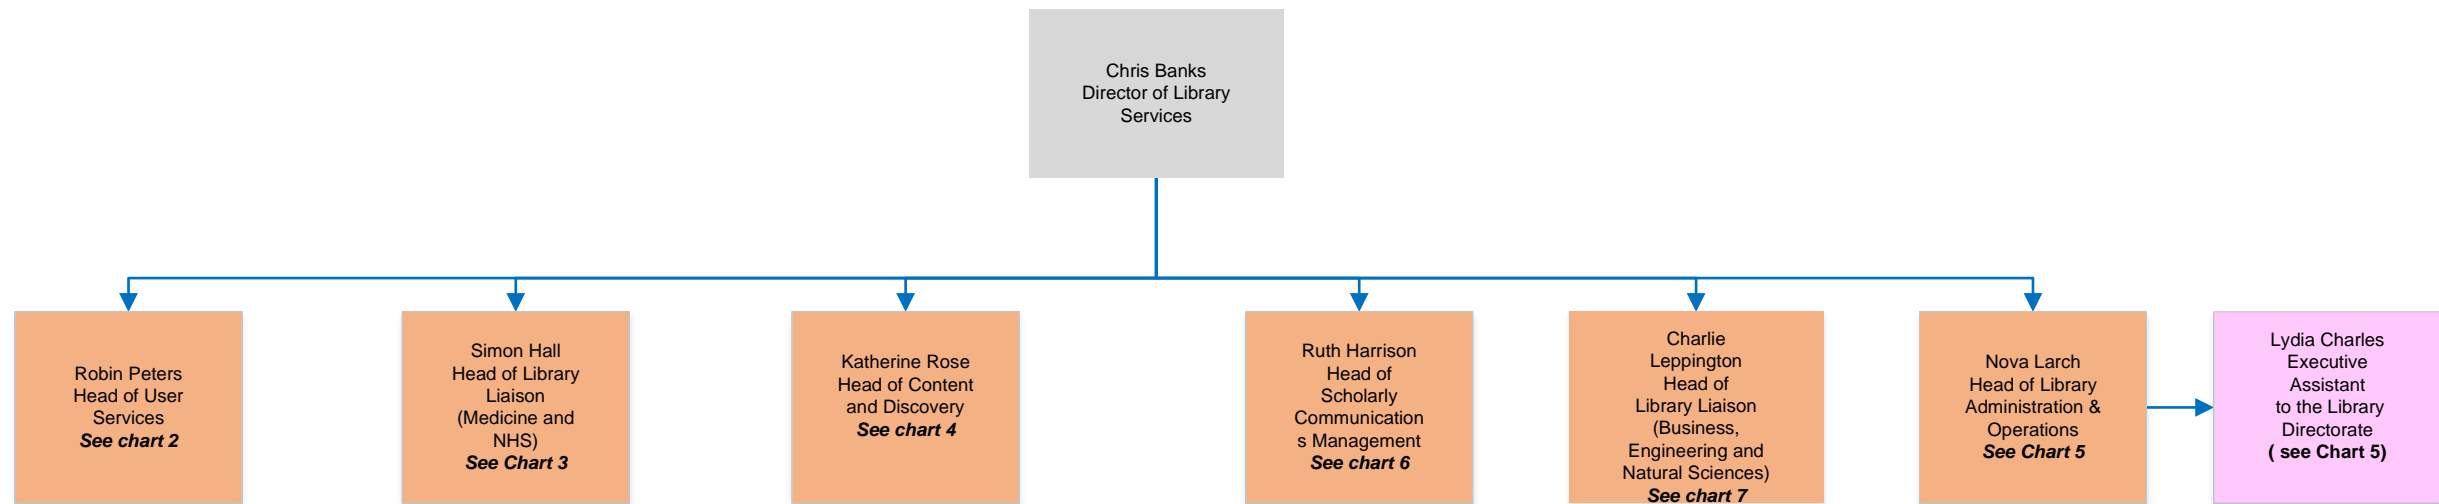 Chris Banks
Director of Library
Services
Robin Peters
Head of User
Services
See chart 2
Simon Hall
Head of Library
Liaison
(Medicine and
NHS)
See Chart 3
Katherine Rose
Head of Content
and Discovery
See chart 4
Ruth Harrison
Head of
Scholarly
Communication
s Management
See chart 6
Charlie
Leppington
Head of
Library Liaison
(Business,
Engineering and
Natural Sciences)
See chart 7
Nova Larch
Head of Library
Administration &
Operations
See Chart 5
Lydia Charles
Executive
Assistant
to the Library
Directorate
( see Chart 5)